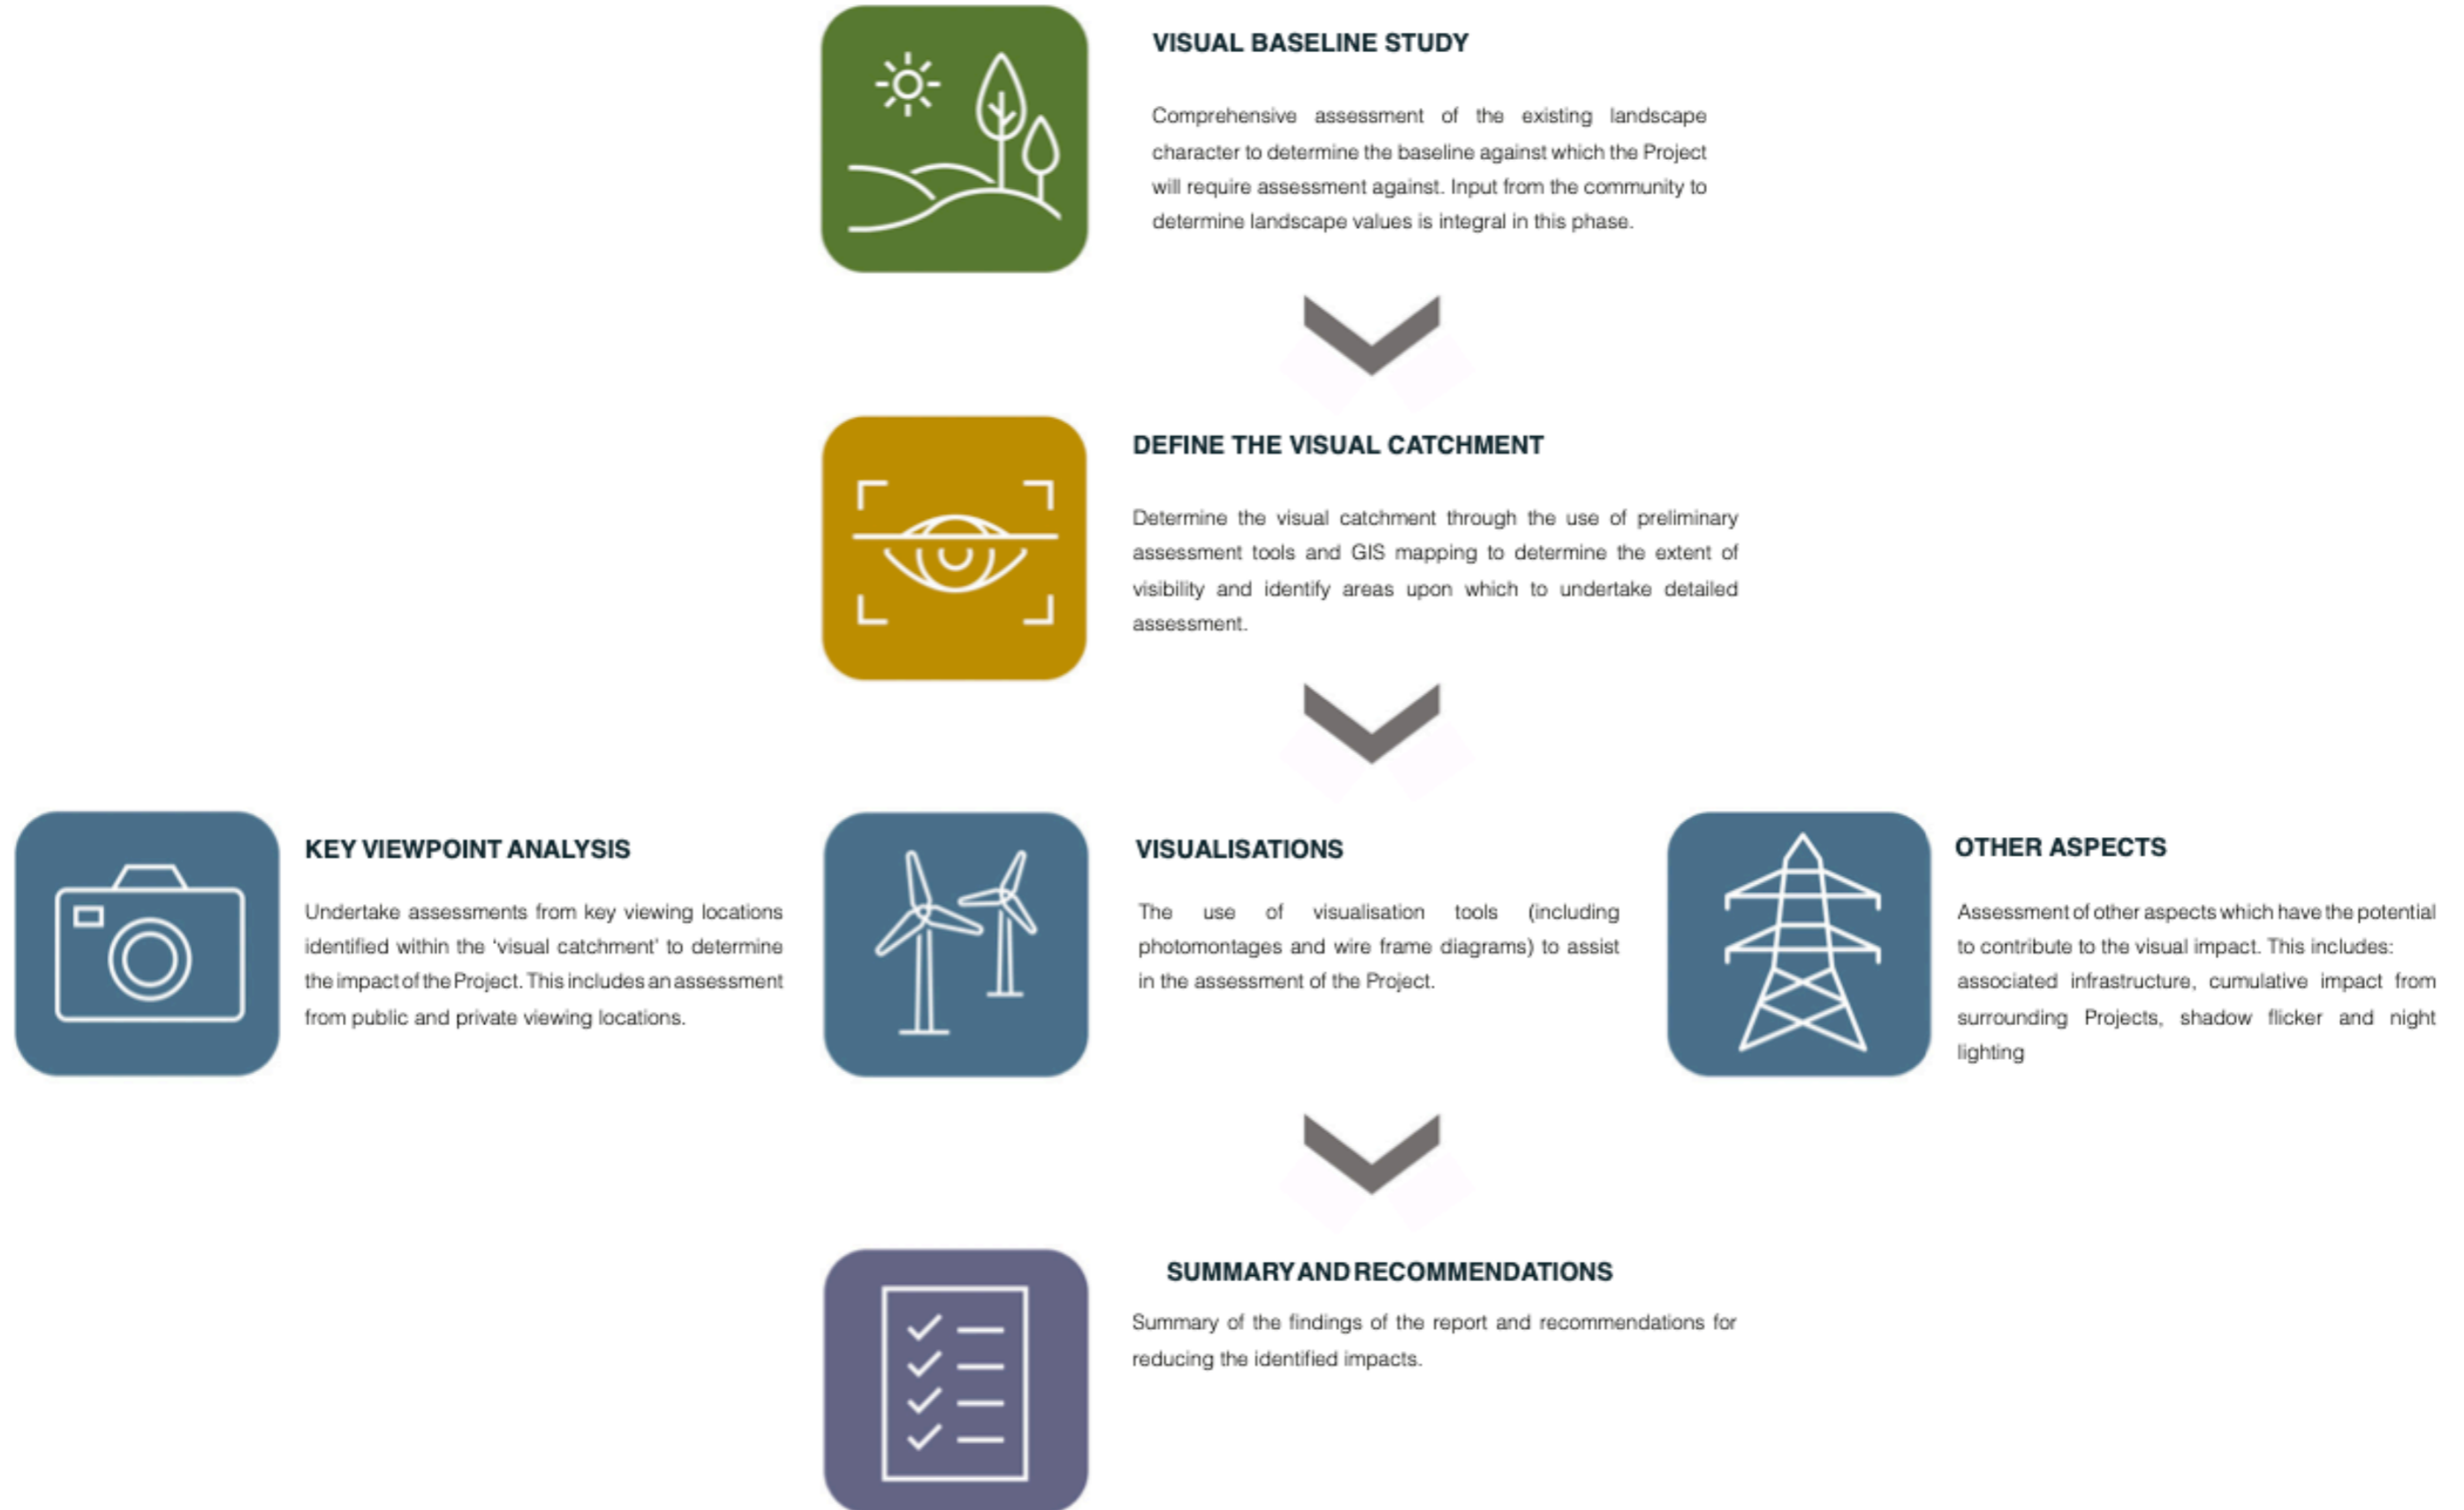 VISUAL BASELINE STUDY
Comprehensive assessment of the existing landscape
character to determine the baseline against which the Project
will require assessment against. Input from the community to
determine landscape values is integral in this phase.
DEFINE THE VISUAL CATCHMENT
Determine the visual catchment through the use of preliminary
assessment tools and GIS mapping to determine the extent of
visibility and identify areas upon which to undertake detailed
assessment.
KEY VIEWPOINT ANALYSIS
Undertake assessments from key viewing locations
identified within the ‘visual catchment’ to determine
the impact of the Project. This includes an assessment
from public and private viewing locations.
VISUALISATIONS
The use of visualisation tools (including
photomontages and wire frame diagrams) to assist
in the assessment of the Project.
OTHER ASPECTS
Assessment of other aspects which have the potential
to contribute to the visual impact. This includes:
associated infrastructure, cumulative impact from
surrounding Projects, shadow flicker and night
lighting
SUMMARY AND RECOMMENDATIONS
Summary of the findings of the report and recommendations for
reducing the identified impacts.